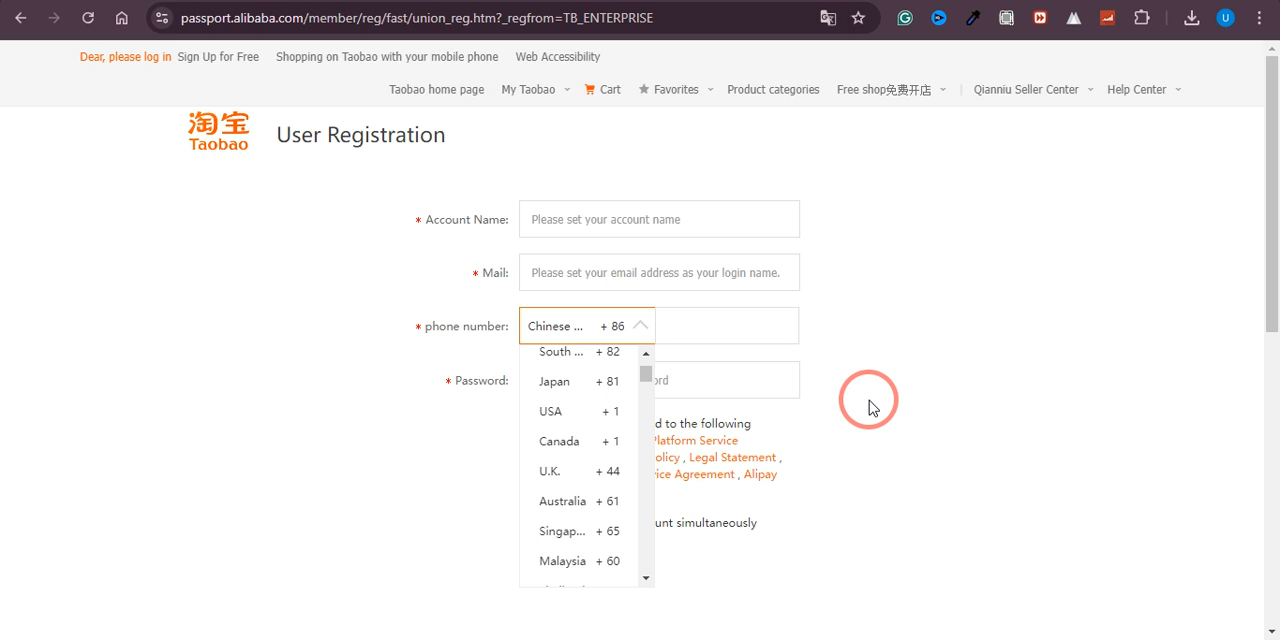 passport.alibaba.com/member/reg/fast/union_reg.htm?_regfrom=TB_ENTERPRISE
U
Dear, please log in Sign Up for Free Shopping on Taobao with your mobile phone Web Accessibility
Taobao home page My Taobao Cart Favorites Product categories Free shop免费开店 Qianniu Seller Center Help Center
淘宝
Taobao
User Registration
* Account Name: Please set your account name
* Mail: Please set your email address as your login name.
* phone number: Chinese ... + 86
South ... + 82
* Password: ord
Japan + 81
USA + 1
d to the following
Canada + 1
Platform Service
olicy , Legal Statement ,
U.K. + 44
vice Agreement , Alipay
Australia + 61
unt simultaneously
Singap... + 65
Malaysia + 60